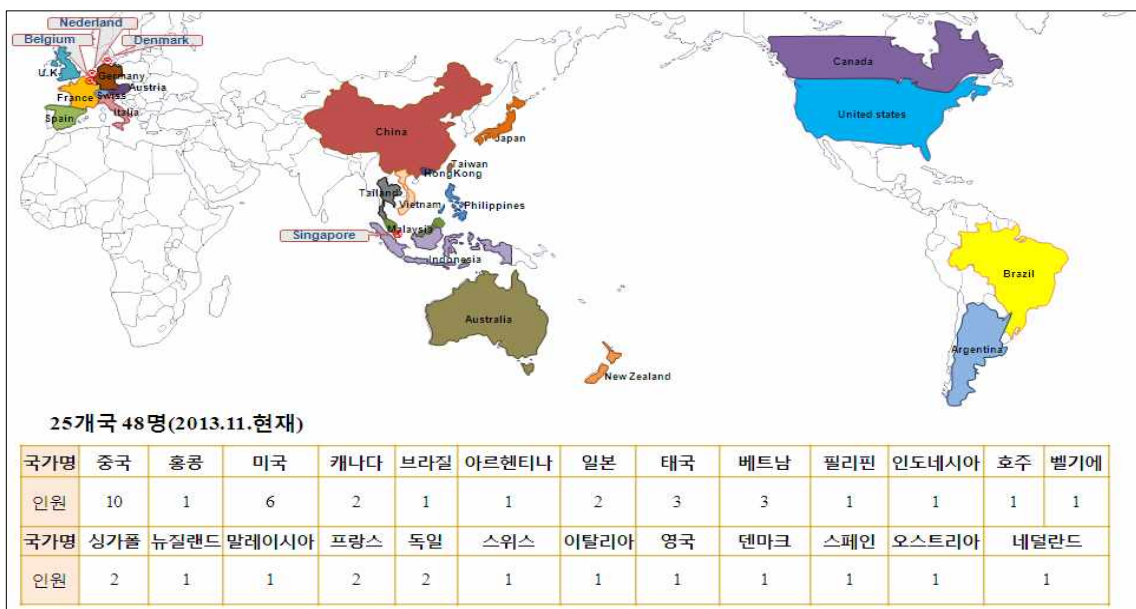 Nederland
Belgium
Denmark
U.K
Germany
Austria
France
Swiss
Italia
Spain
China
Japan
Taiwan
HongKong
Tailand
Vietnam
Philippines
Malaysia
Singapore
Indonesia
Australia
New Zealand
Canada
United states
Brazil
Argentina
25개국 48명(2013.11.현재)
국가명 중국 홍콩 미국 캐나다 브라질 아르헨티나 일본 태국 베트남 필리핀 인도네시아 호주 벨기에
인원 10 1 6 2 1 1 2 3 3 1 1 1 1
국가명 싱가폴 뉴질랜드 말레이시아 프랑스 독일 스위스 이탈리아 영국 덴마크 스페인 오스트리아 네덜란드
인원 2 1 1 2 2 1 1 1 1 1 1 1